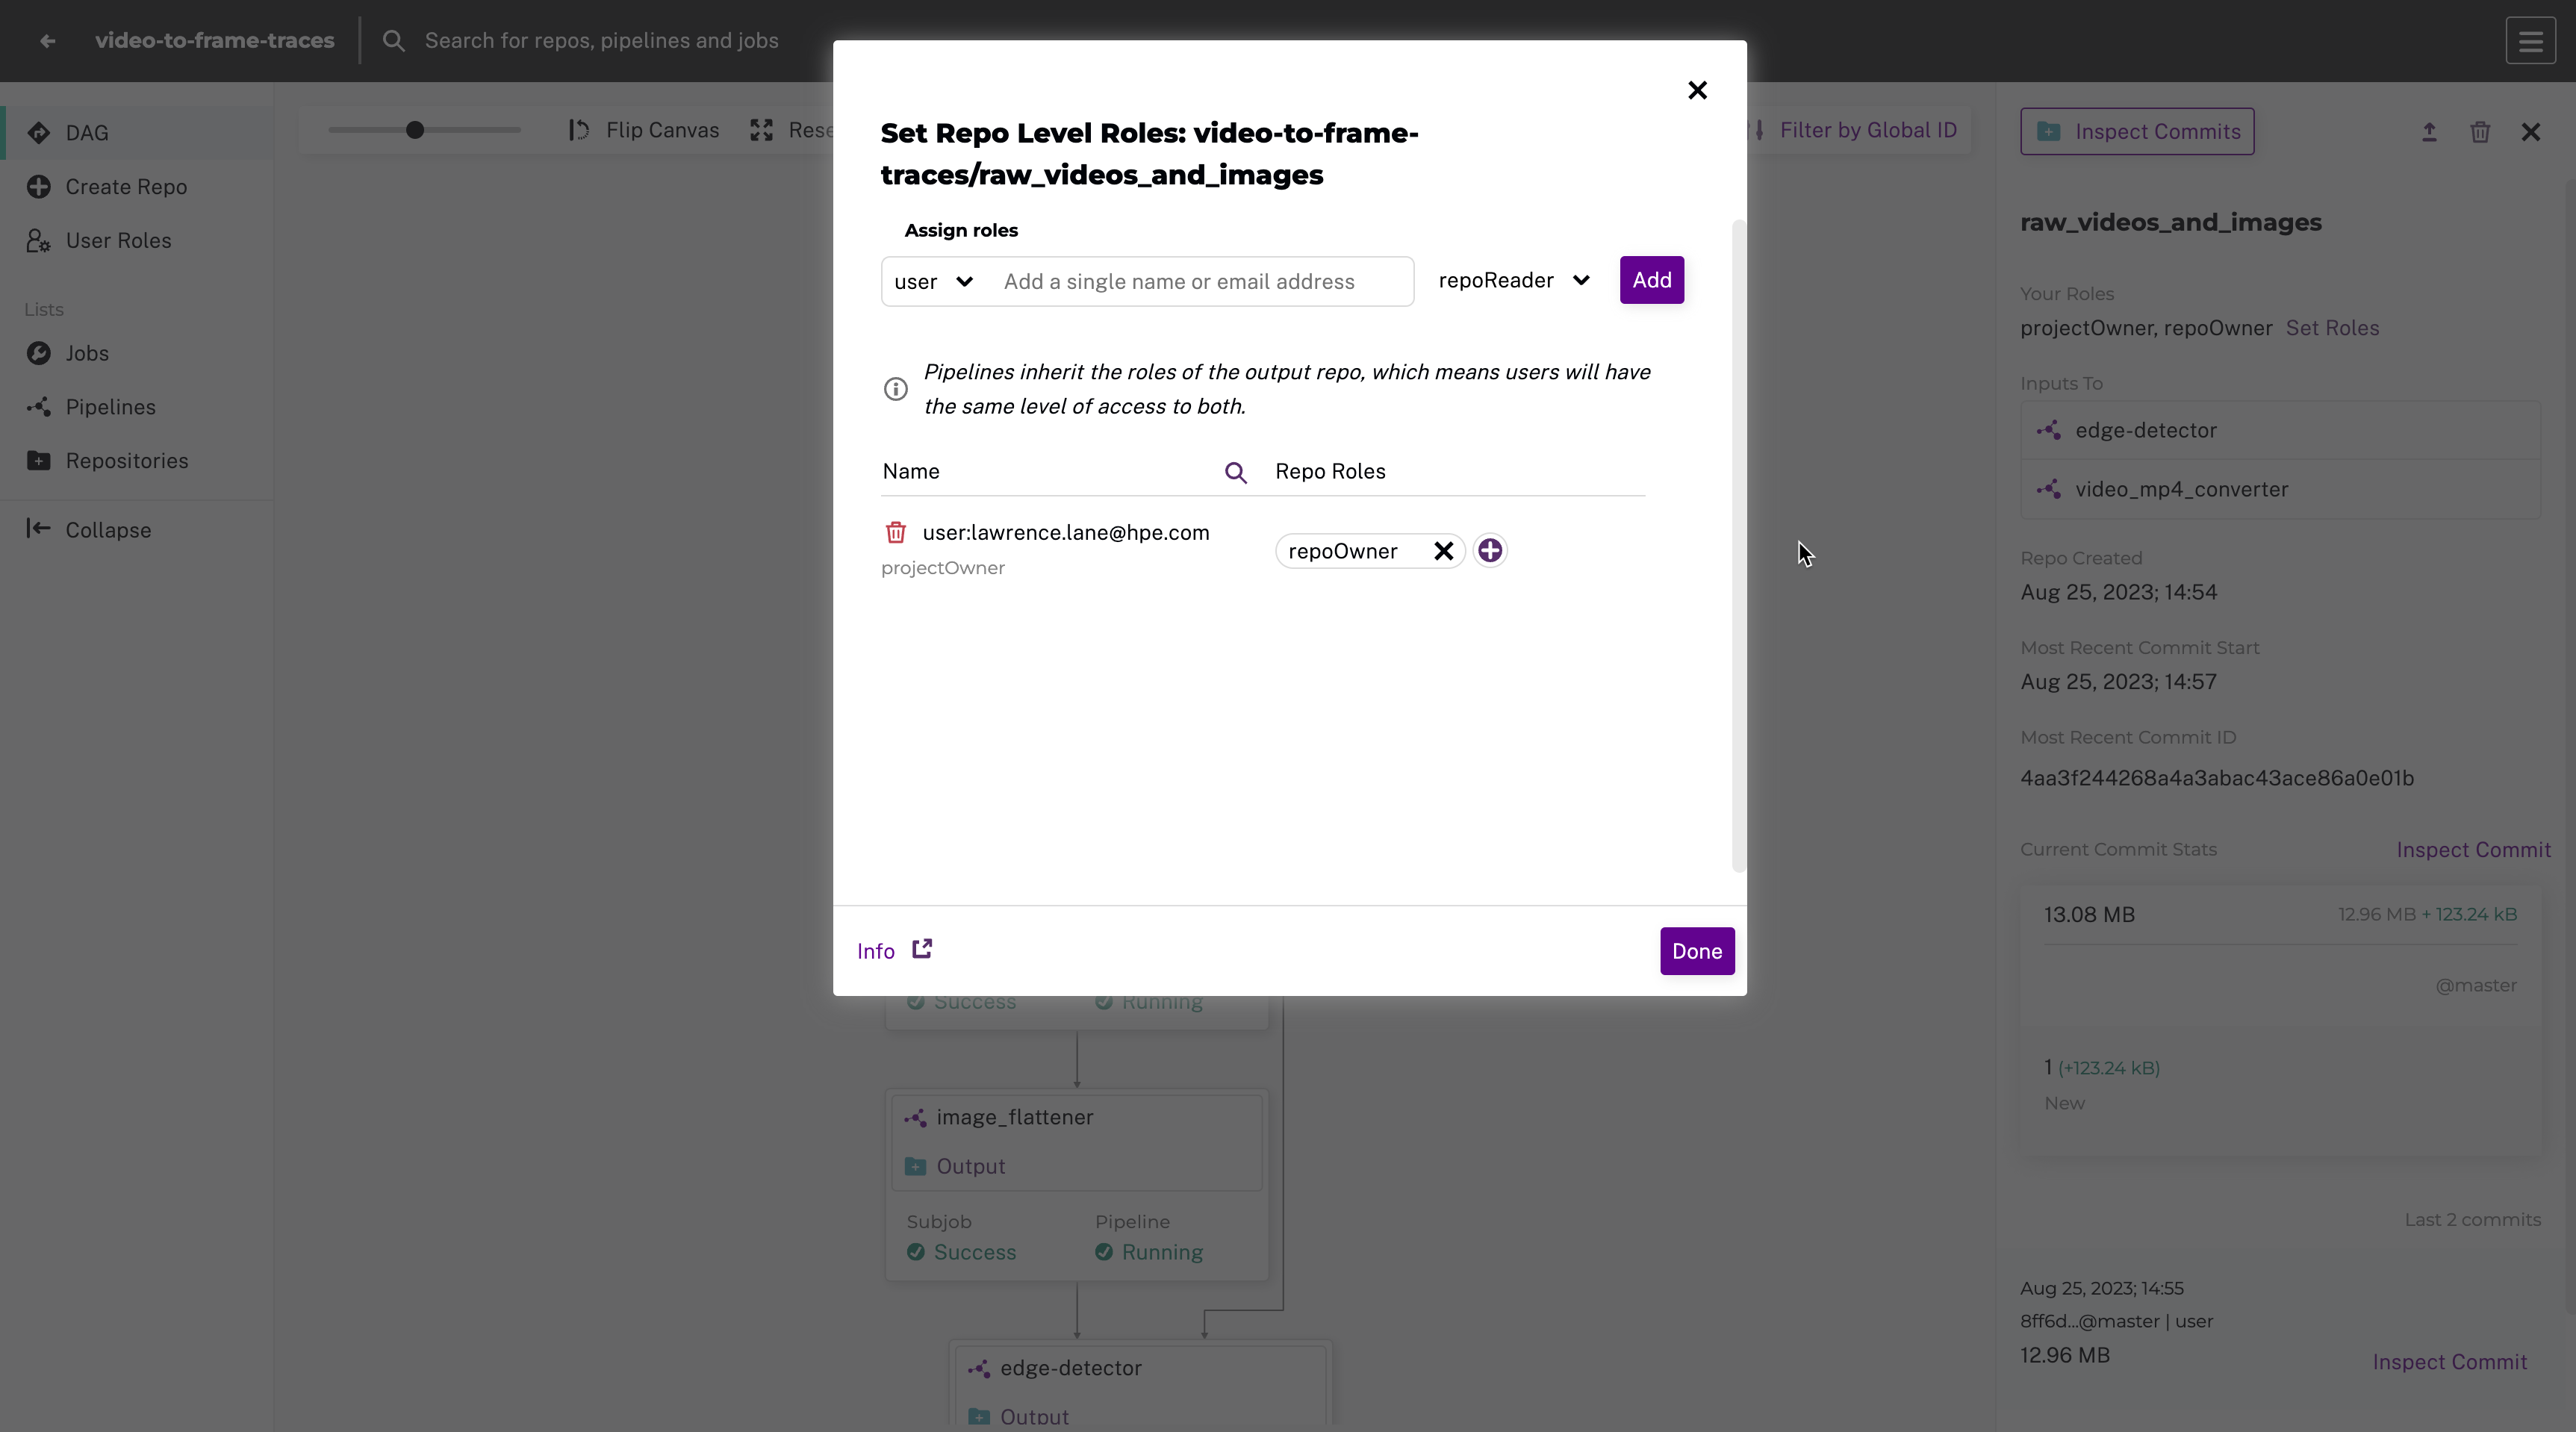 video-to-frame-traces
Search for repos, pipelines and jobs
DAG
Create Repo
User Roles
Lists
Jobs
Pipelines
Repositories
Collapse
Flip Canvas
Filter by Global ID
Set Repo Level Roles: video-to-frame-
traces/raw_videos_and_images
Assign roles
user
Add a single name or email address
repoReader
Add
Pipelines inherit the roles of the output repo, which means users will have
the same level of access to both.
Name
Repo Roles
user:lawrence.lane@hpe.com
projectOwner
repoOwner
Info
Done
Success
Running
image_flattener
Output
Subjob
Pipeline
Success
Running
edge-detector
Output
Inspect Commits
raw_videos_and_images
Your Roles
projectOwner, repoOwner Set Roles
Inputs To
edge-detector
video_mp4_converter
Repo Created
Aug 25, 2023; 14:54
Most Recent Commit Start
Aug 25, 2023; 14:57
Most Recent Commit ID
4aa3f244268a4a3abac43ace86a0e01b
Current Commit Stats
Inspect Commit
13.08 MB
12.96 MB + 123.24 kB
@master
1 (+123.24 kB)
New
Last 2 commits
Aug 25, 2023; 14:55
8ff6d...@master | user
12.96 MB
Inspect Commit